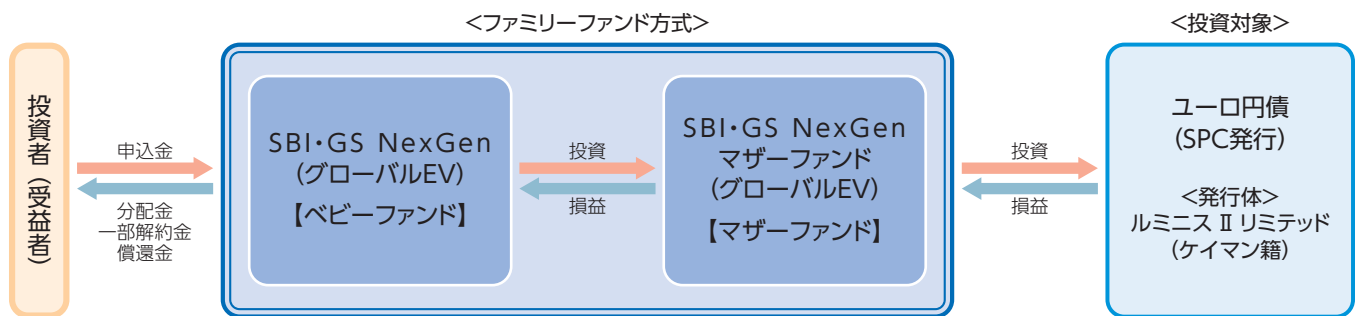 <ファミリーファンド方式>
<投資対象>
投資者（受益者）
申込金
分配金
一部解約金
償還金
SBI・GS NexGen
(グローバルEV)
【ベビーファンド】
投資
損益
SBI・GS NexGen
マザーファンド
(グローバルEV)
【マザーファンド】
投資
損益
ユーロ円債
(SPC発行)
<発行体>
ルミニス II リミテッド
(ケイマン籍)